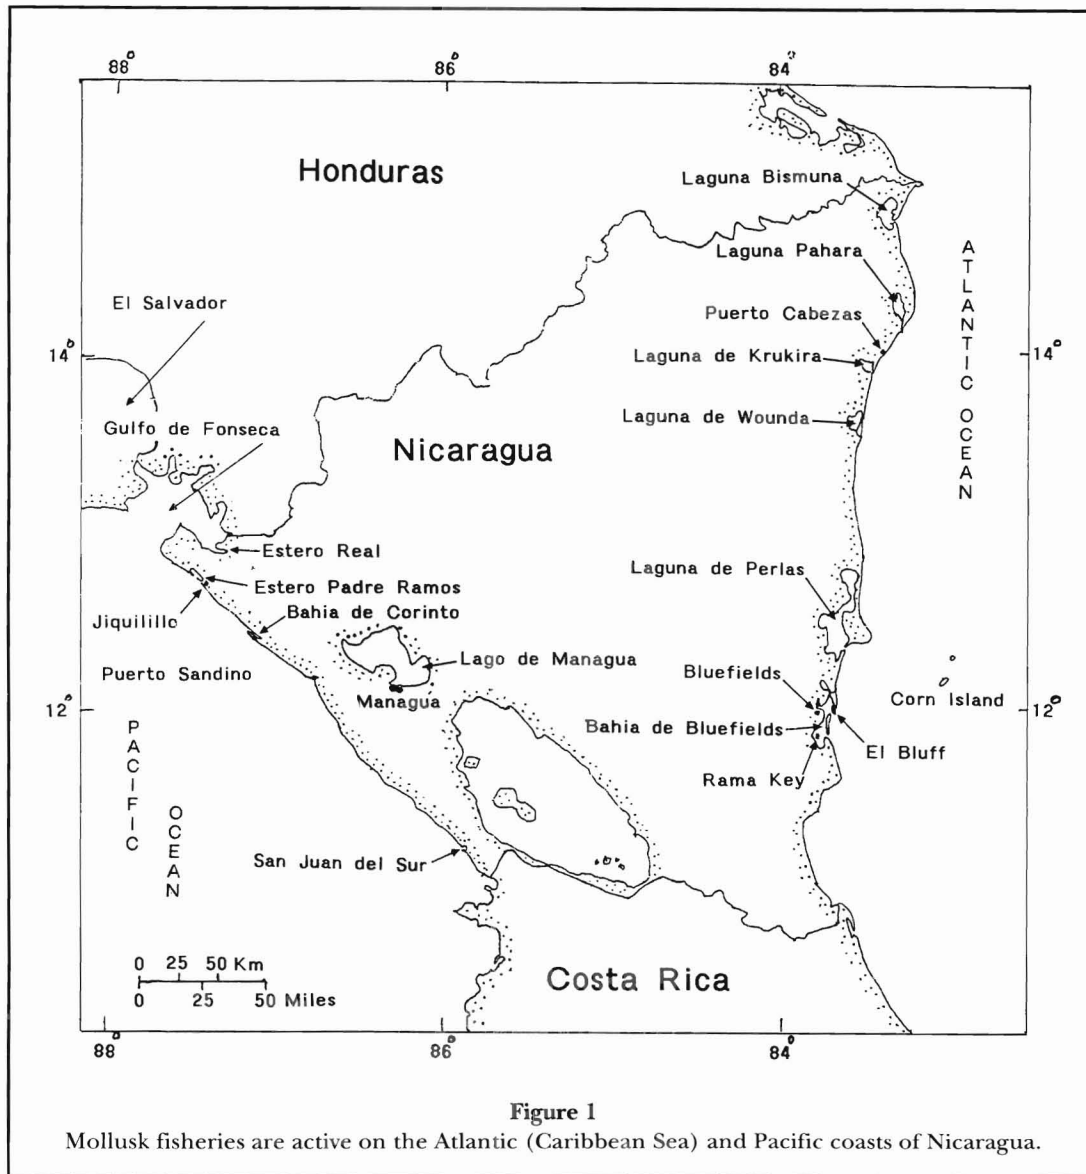 88°
86°
84°
Honduras
Laguna Bismuna
Laguna Pahara
ATLANTIC OCEAN
El Salvador
Puerto Cabezas
14°
14°
Laguna de Krukira
Gulfo de Fonseca
Laguna de Wounda
Nicaragua
Estero Real
Laguna de Perlas
Estero Padre Ramos
Jiquilillo
Bahia de Corinto
Lago de Managua
Puerto Sandino
Bluefields
Managua
Corn Island
12°
12°
Bahia de Bluefields
El Bluff
PACIFIC OCEAN
Rama Key
San Juan del Sur
0 25 50 Km
0 25 50 Miles
Costa Rica
88°
86°
84°
Figure 1
Mollusk fisheries are active on the Atlantic (Caribbean Sea) and Pacific coasts of Nicaragua.